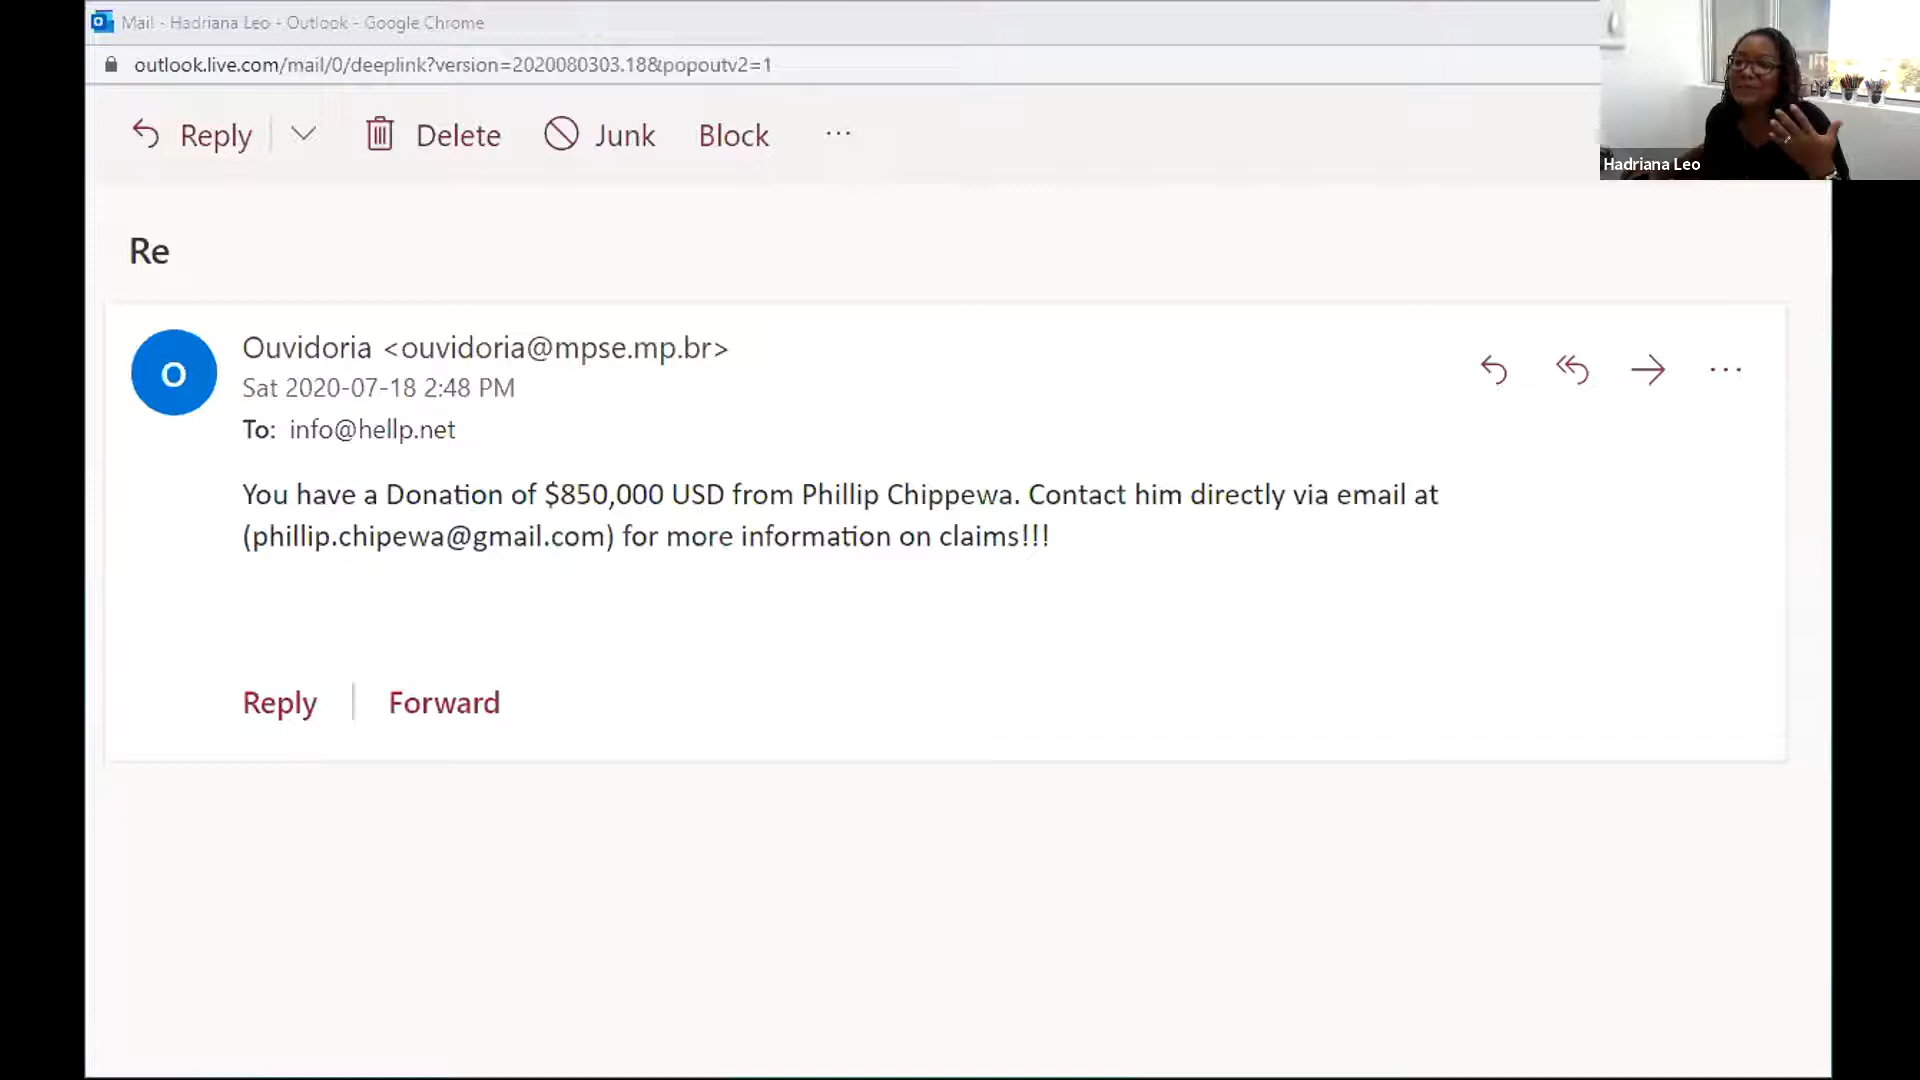 Mail - Hadriana Leo - Outlook - Google Chrome
outlook.live.com/mail/0/deeplink?version=2020080303.18&popoutv2=1
Reply Delete Junk Block ...
Hadriana Leo
Re
O
Ouvidoria <ouvidoria@mpse.mp.br>
Sat 2020-07-18 2:48 PM
To: info@hellp.net
You have a Donation of $850,000 USD from Phillip Chippewa. Contact him directly via email at
(phillip.chipewa@gmail.com) for more information on claims!!!
Reply Forward